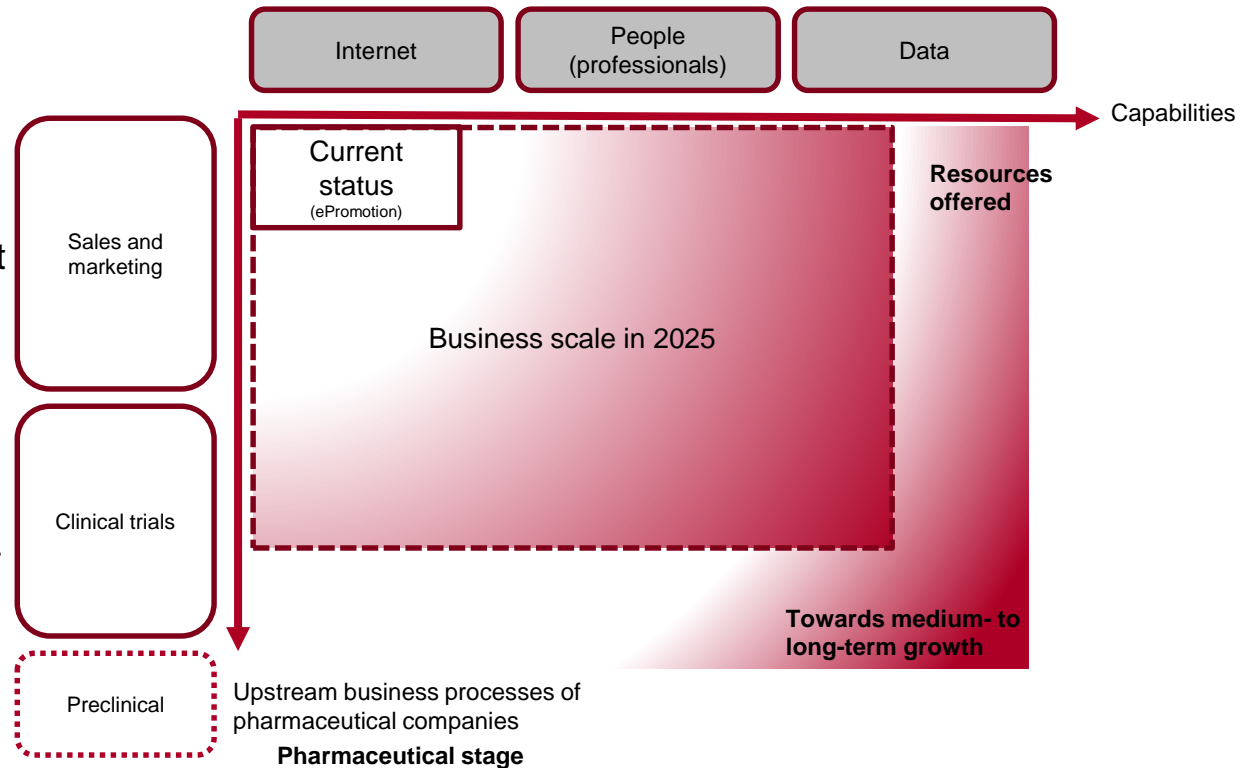 Internet
People
(professionals)
Data
Capabilities
Current
status
(ePromotion)
Resources
offered
Sales and
marketing
t
Business scale in 2025
Clinical trials
Towards medium- to
long-term growth
Preclinical
Upstream business processes of
pharmaceutical companies
Pharmaceutical stage